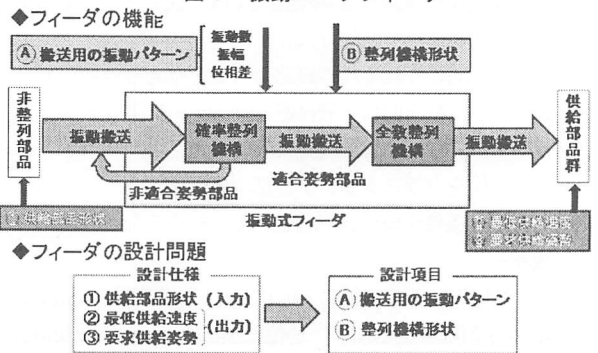 ◆フィーダの機能
Ⓐ 搬送用の振動パターン
振動数
振幅
位相差
Ⓑ 整列機構形状
非整列部品
振動搬送
確率整列
機構
振動搬送
全数整列
機構
振動搬送
供給部品群
非適合姿勢部品
適合姿勢部品
振動式フィーダ
◆フィーダの設計問題
設計仕様
① 供給部品形状 (入力)
② 最低供給速度
③ 要求供給姿勢
(出力)
設計項目
Ⓐ 搬送用の振動パターン
Ⓑ 整列機構形状